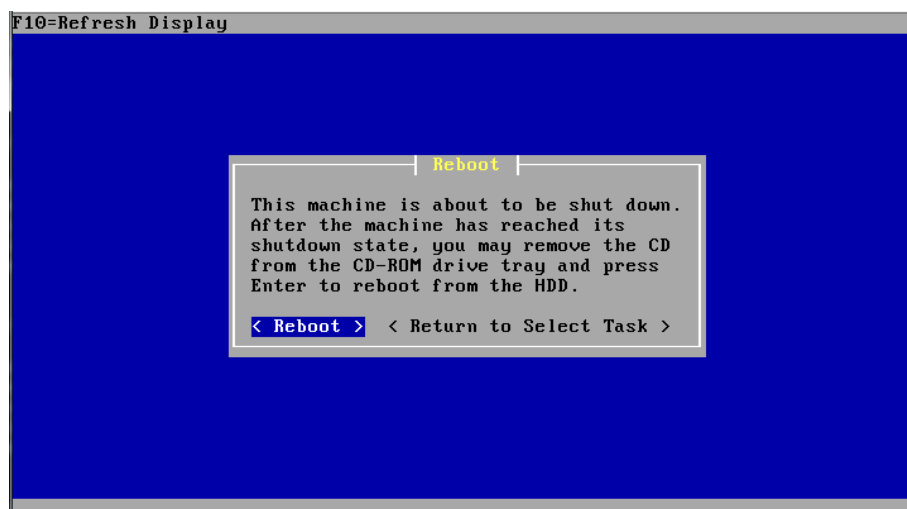 F10=Refresh Display
Reboot
This machine is about to be shut down.
After the machine has reached its
shutdown state, you may remove the CD
from the CD-ROM drive tray and press
Enter to reboot from the HDD.
< Reboot > < Return to Select Task >